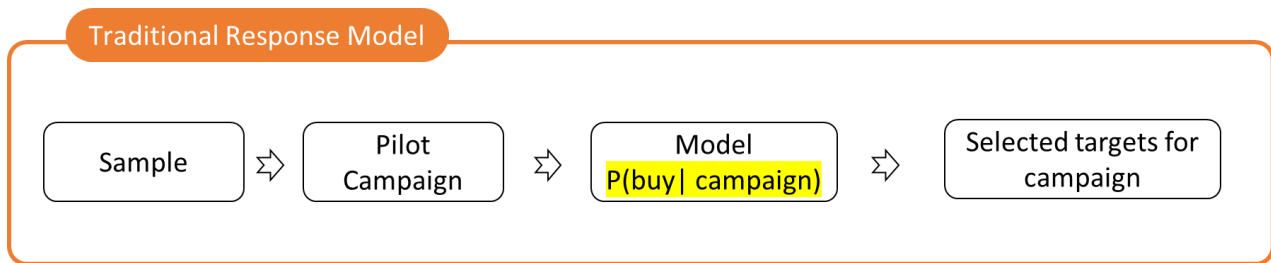 Traditional Response Model
Sample
Pilot
Campaign
Model
P(buy| campaign)
Selected targets for
campaign